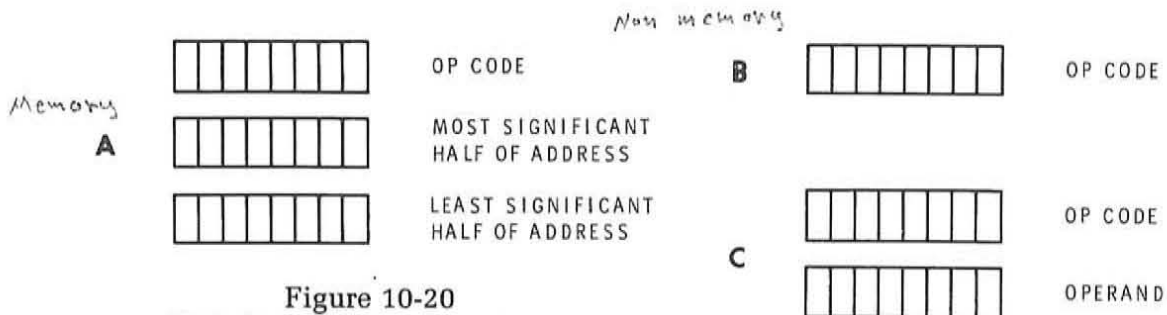 Non memory
OP CODE
B
OP CODE
Memory
A
MOST SIGNIFICANT
HALF OF ADDRESS
LEAST SIGNIFICANT
HALF OF ADDRESS
OP CODE
C
OPERAND
Figure 10-20